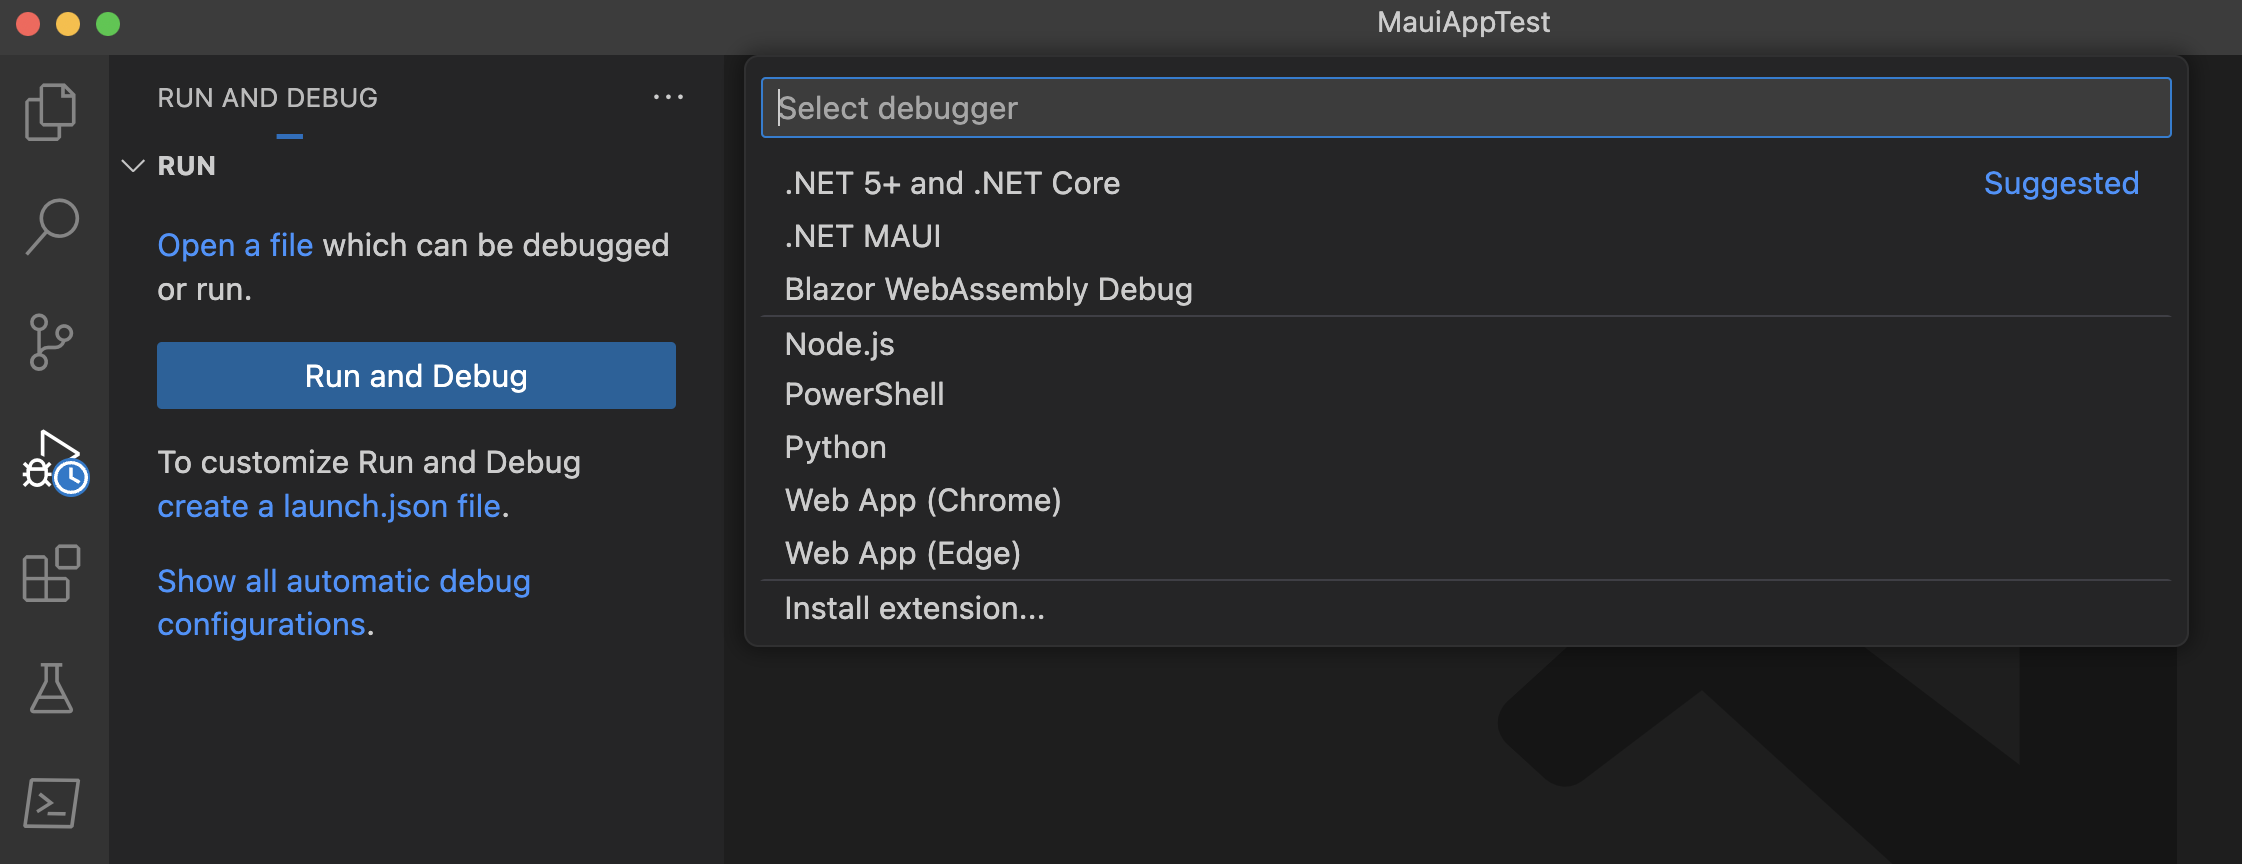 MauiAppTest
RUN AND DEBUG
RUN
Open a file which can be debugged
or run.
Run and Debug
To customize Run and Debug
create a launch.json file.
Show all automatic debug
configurations.
Select debugger
.NET 5+ and .NET Core Suggested
.NET MAUI
Blazor WebAssembly Debug
Node.js
PowerShell
Python
Web App (Chrome)
Web App (Edge)
Install extension...